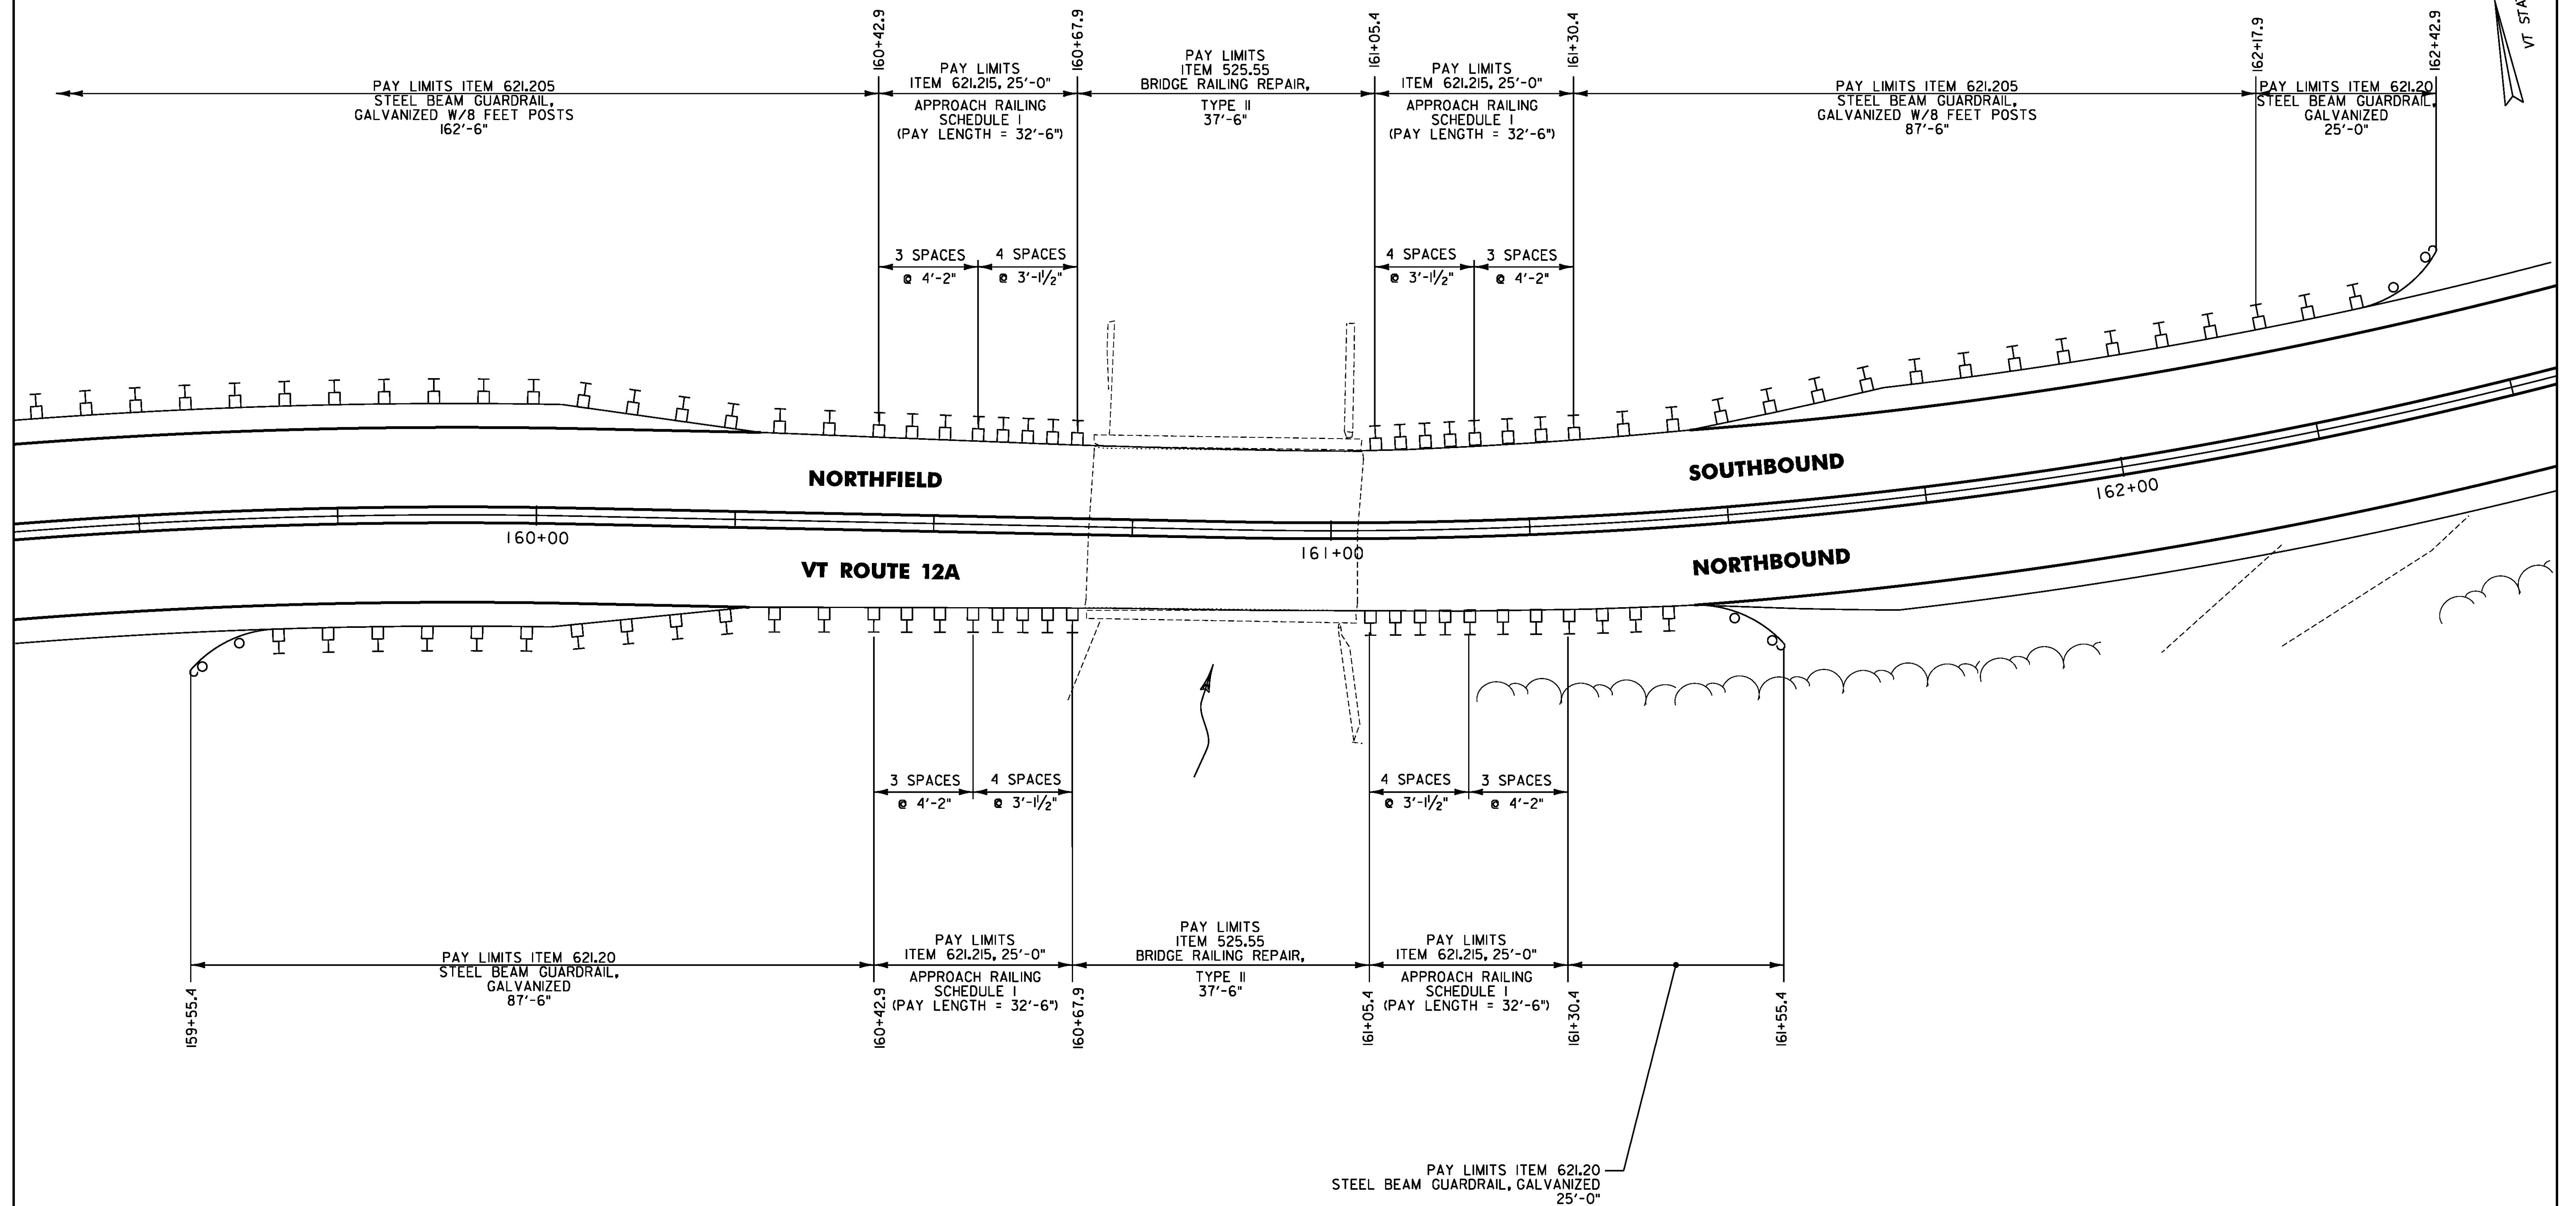 160+42.9
160+67.9
161+05.4
161+30.4
162+17.9
162+42.9
VT STA
PAY LIMITS ITEM 621.205
STEEL BEAM GUARDRAIL,
GALVANIZED W/8 FEET POSTS
162'-6"
PAY LIMITS
ITEM 621.215, 25'-0"
APPROACH RAILING
SCHEDULE I
(PAY LENGTH = 32'-6")
PAY LIMITS
ITEM 525.55
BRIDGE RAILING REPAIR,
TYPE II
37'-6"
PAY LIMITS
ITEM 621.215, 25'-0"
APPROACH RAILING
SCHEDULE I
(PAY LENGTH = 32'-6")
PAY LIMITS ITEM 621.205
STEEL BEAM GUARDRAIL,
GALVANIZED W/8 FEET POSTS
87'-6"
PAY LIMITS ITEM 621.20
STEEL BEAM GUARDRAIL,
GALVANIZED
25'-0"
3 SPACES
@ 4'-2"
4 SPACES
@ 3'-1 1/2"
4 SPACES
@ 3'-1 1/2"
3 SPACES
@ 4'-2"
NORTHFIELD
SOUTHBOUND
160+00
161+00
162+00
VT ROUTE 12A
NORTHBOUND
3 SPACES
@ 4'-2"
4 SPACES
@ 3'-1 1/2"
4 SPACES
@ 3'-1 1/2"
3 SPACES
@ 4'-2"
PAY LIMITS ITEM 621.20
STEEL BEAM GUARDRAIL,
GALVANIZED
87'-6"
PAY LIMITS
ITEM 621.215, 25'-0"
APPROACH RAILING
SCHEDULE I
(PAY LENGTH = 32'-6")
PAY LIMITS
ITEM 525.55
BRIDGE RAILING REPAIR,
TYPE II
37'-6"
PAY LIMITS
ITEM 621.215, 25'-0"
APPROACH RAILING
SCHEDULE I
(PAY LENGTH = 32'-6")
159+55.4
160+42.9
160+67.9
161+05.4
161+30.4
161+55.4
PAY LIMITS ITEM 621.20
STEEL BEAM GUARDRAIL, GALVANIZED
25'-0"